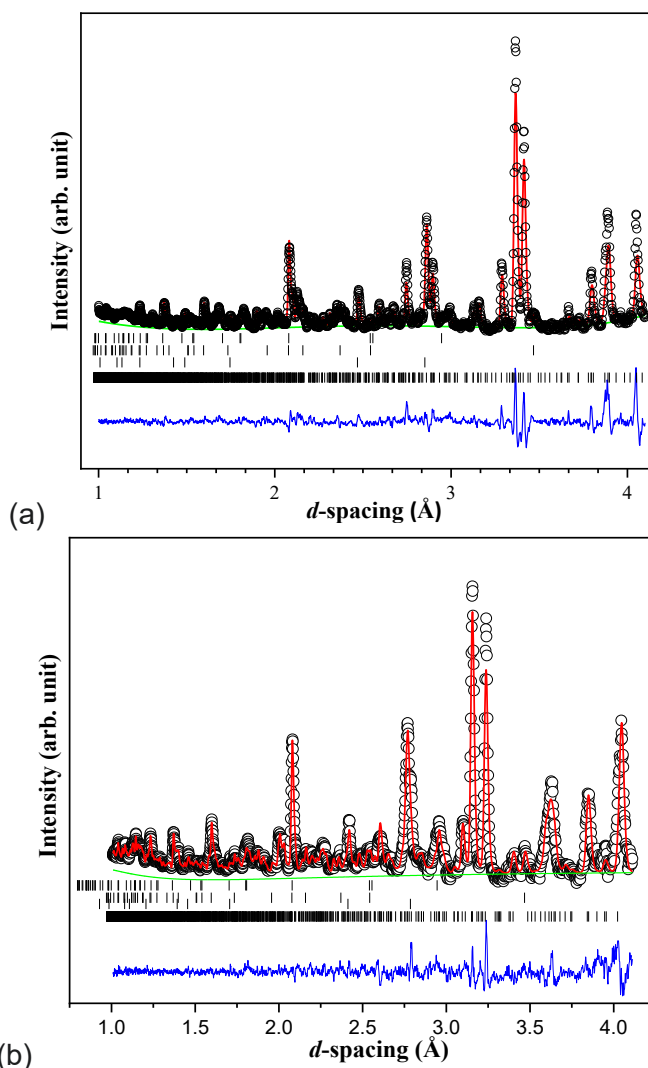 Intensity (arb. unit)
1 2 3 4
d-spacing (Å)
(a)
Intensity (arb. unit)
1.0 1.5 2.0 2.5 3.0 3.5 4.0
d-spacing (Å)
(b)